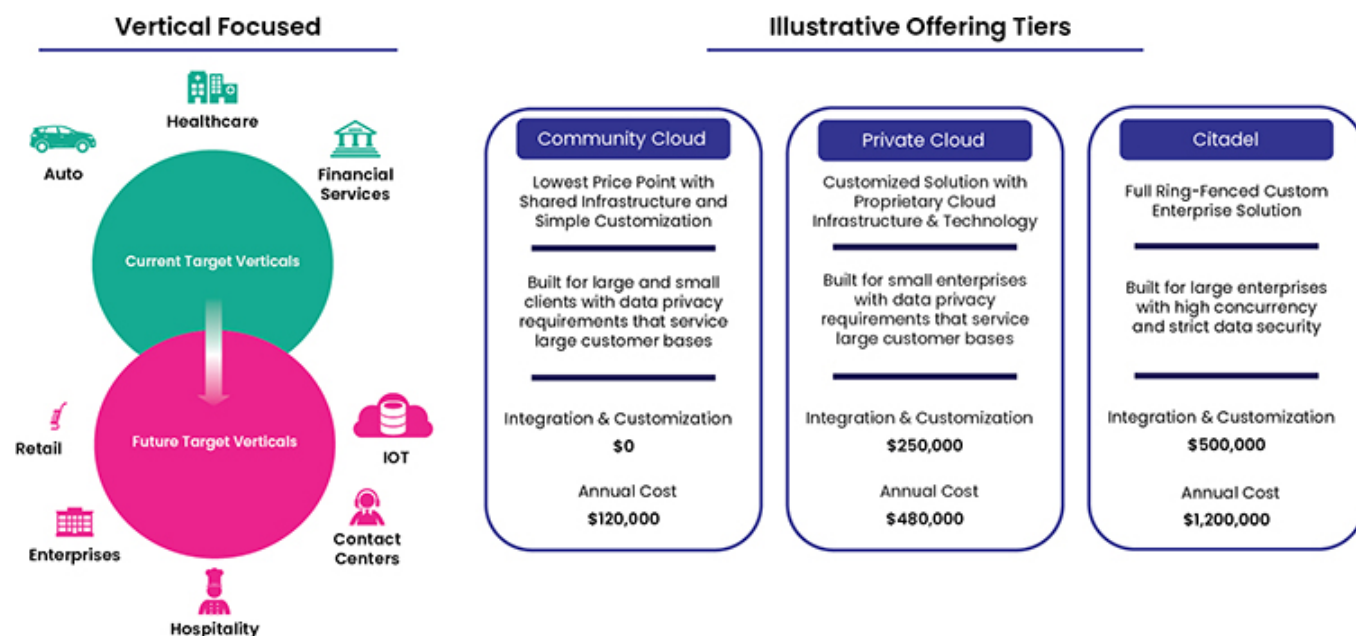 Vertical Focused
Healthcare
Auto
Financial
Services
Current Target Verticals
Future Target Verticals
Retail
IOT
Enterprises
Contact
Centers
Hospitality
Illustrative Offering Tiers
Community Cloud
Lowest Price Point with
Shared Infrastructure and
Simple Customization
Built for large and small
clients with data privacy
requirements that service
large customer bases
Integration & Customization
$0
Annual Cost
$120,000
Private Cloud
Customized Solution with
Proprietary Cloud
Infrastructure & Technology
Built for small enterprises
with data privacy
requirements that service
large customer bases
Integration & Customization
$250,000
Annual Cost
$480,000
Citadel
Full Ring-Fenced Custom
Enterprise Solution
Built for large enterprises
with high concurrency
and strict data security
Integration & Customization
$500,000
Annual Cost
$1,200,000